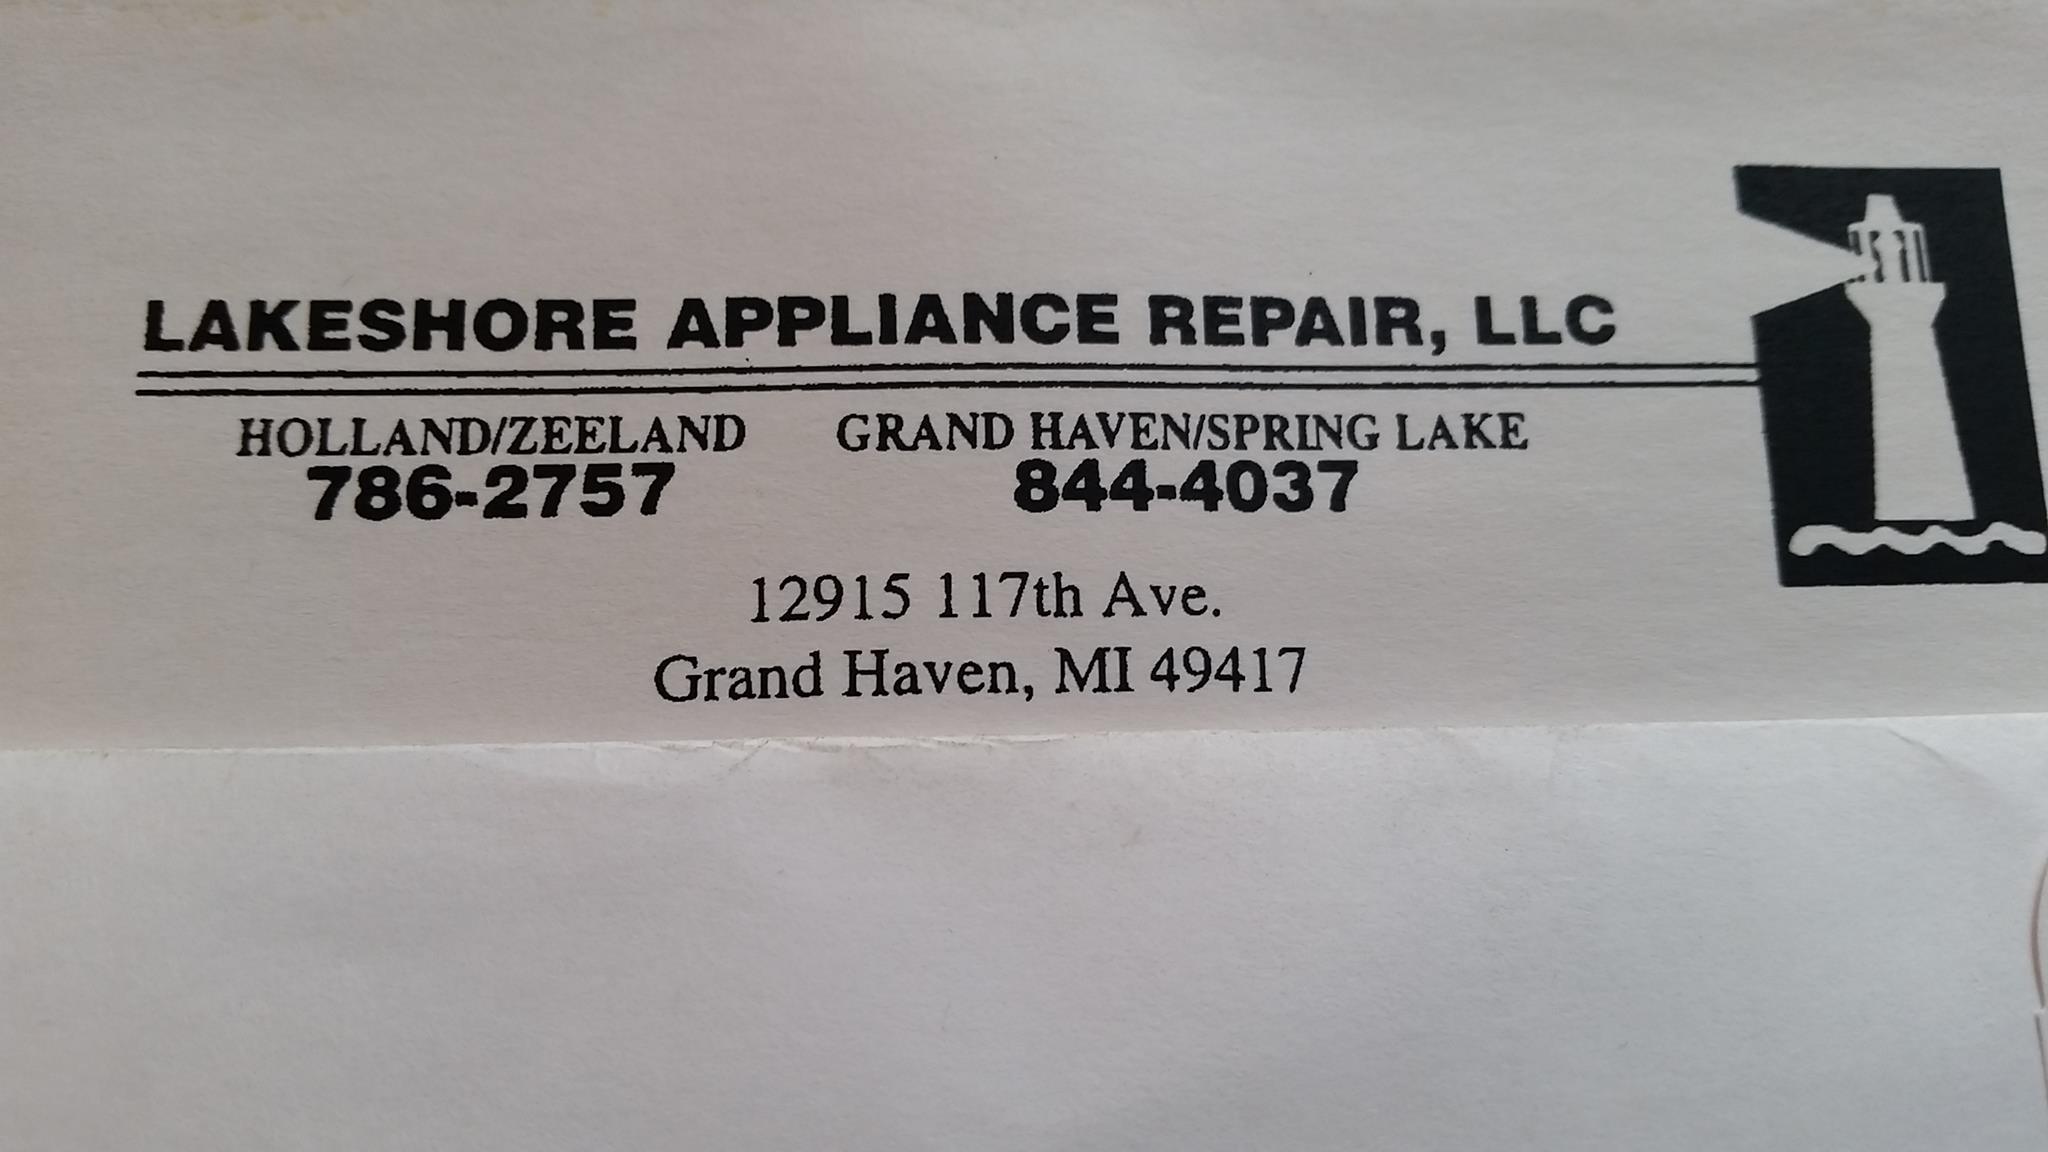 LAKESHORE APPLIANCE REPAIR, LLC
HOLLAND/ZEELAND GRAND HAVEN/SPRING LAKE
786-2757 844-4037
12915 117th Ave.
Grand Haven, MI 49417